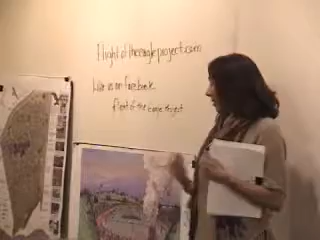 flightoftheeagleproject.com
Like us on facebook
flight of the eagle project